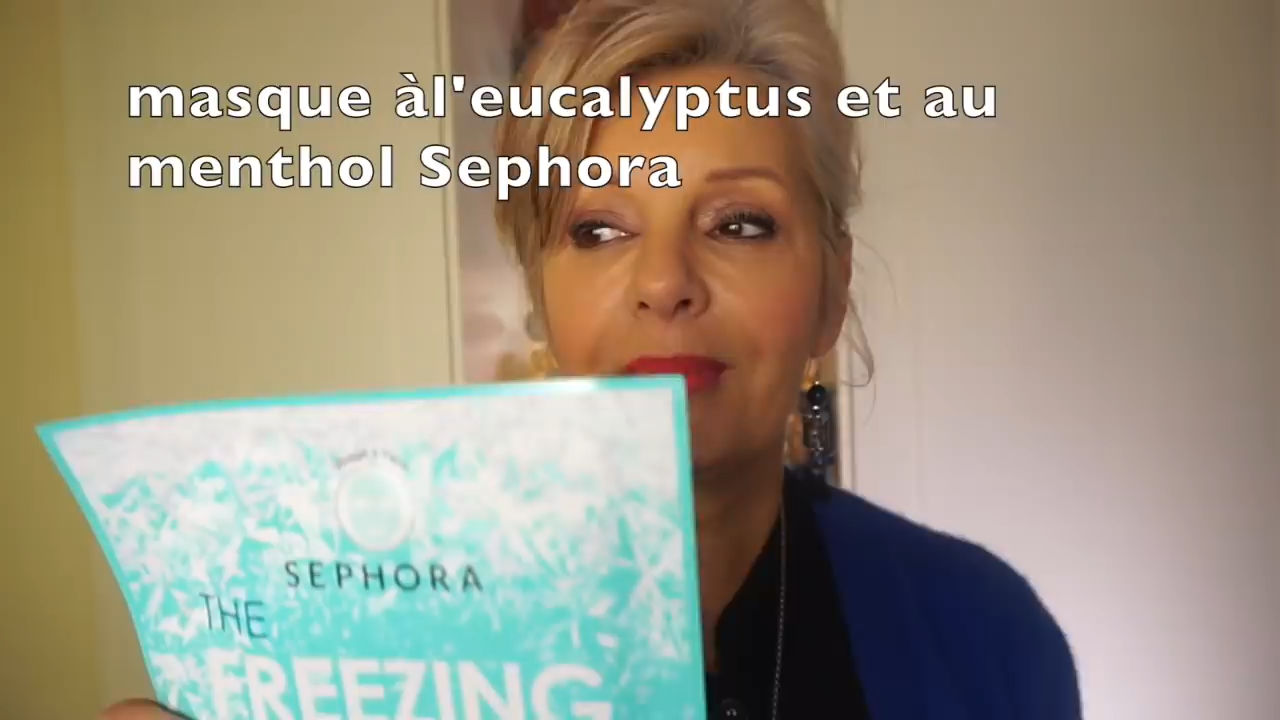 masque àl'eucalyptus et au
menthol Sephora
SEPHORA
THE
FREEZING